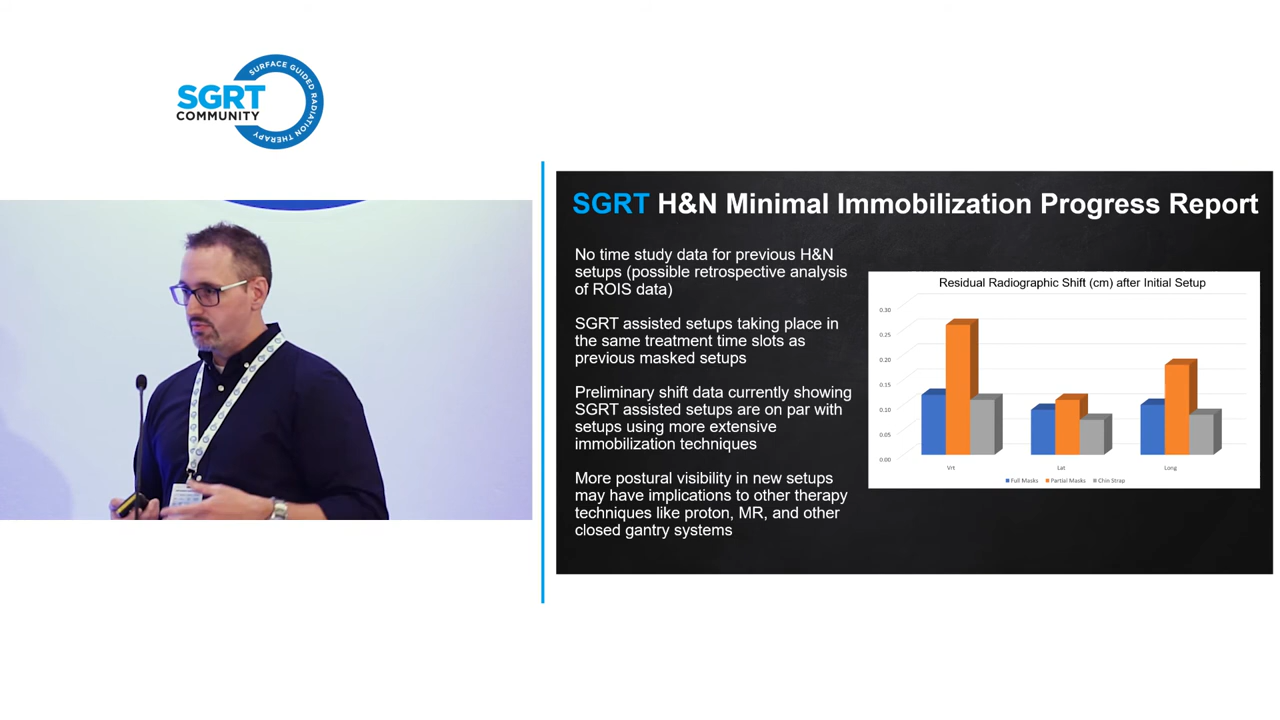 SURFACE GUIDED RADIATION THERAPY
SGRT
COMMUNITY
SGRT H&N Minimal Immobilization Progress Report
No time study data for previous H&N
setups (possible retrospective analysis
of ROIS data)
SGRT assisted setups taking place in
the same treatment time slots as
previous masked setups
Preliminary shift data currently showing
SGRT assisted setups are on par with
setups using more extensive
immobilization techniques
More postural visibility in new setups
may have implications to other therapy
techniques like proton, MR, and other
closed gantry systems
Residual Radiographic Shift (cm) after Initial Setup
0.30
0.25
0.20
0.15
0.10
0.05
0.00
Vrt Lat Long
Full Masks Partial Masks Chin Strap